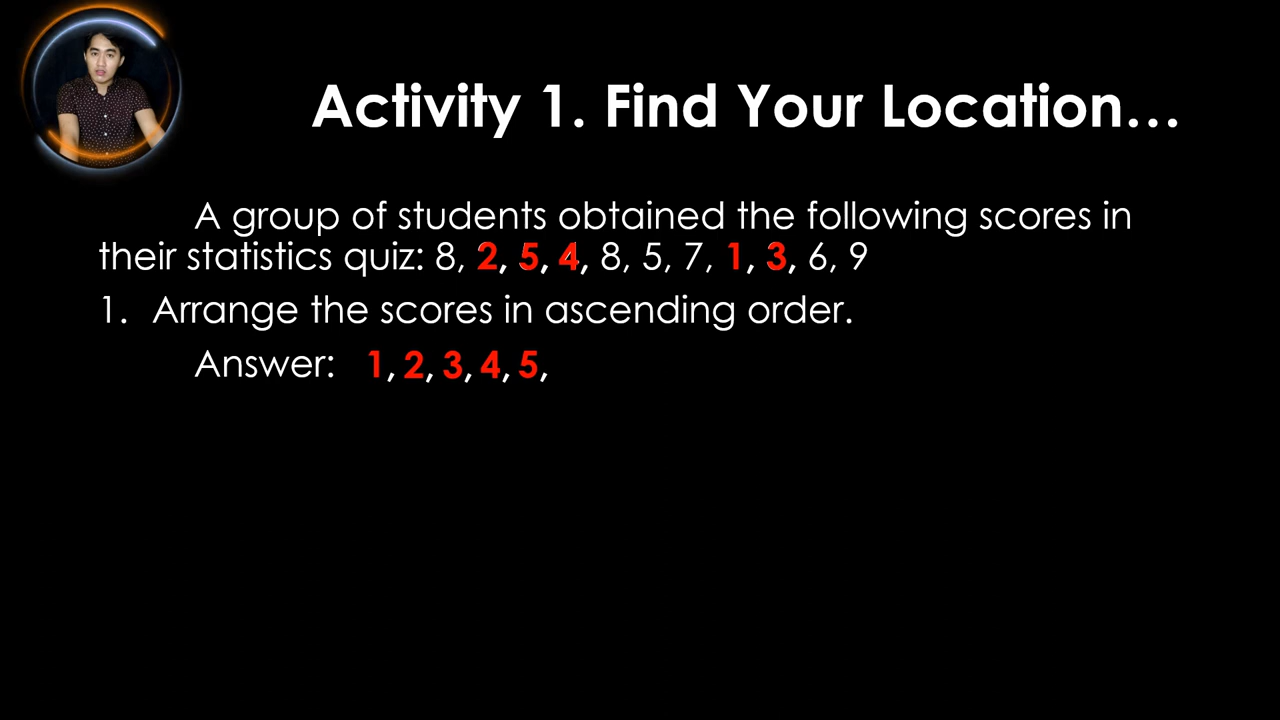 Activity 1. Find Your Location…
A group of students obtained the following scores in
their statistics quiz: 8, 2, 5, 4, 8, 5, 7, 1, 3, 6, 9
1. Arrange the scores in ascending order.
Answer: 1, 2, 3, 4, 5,